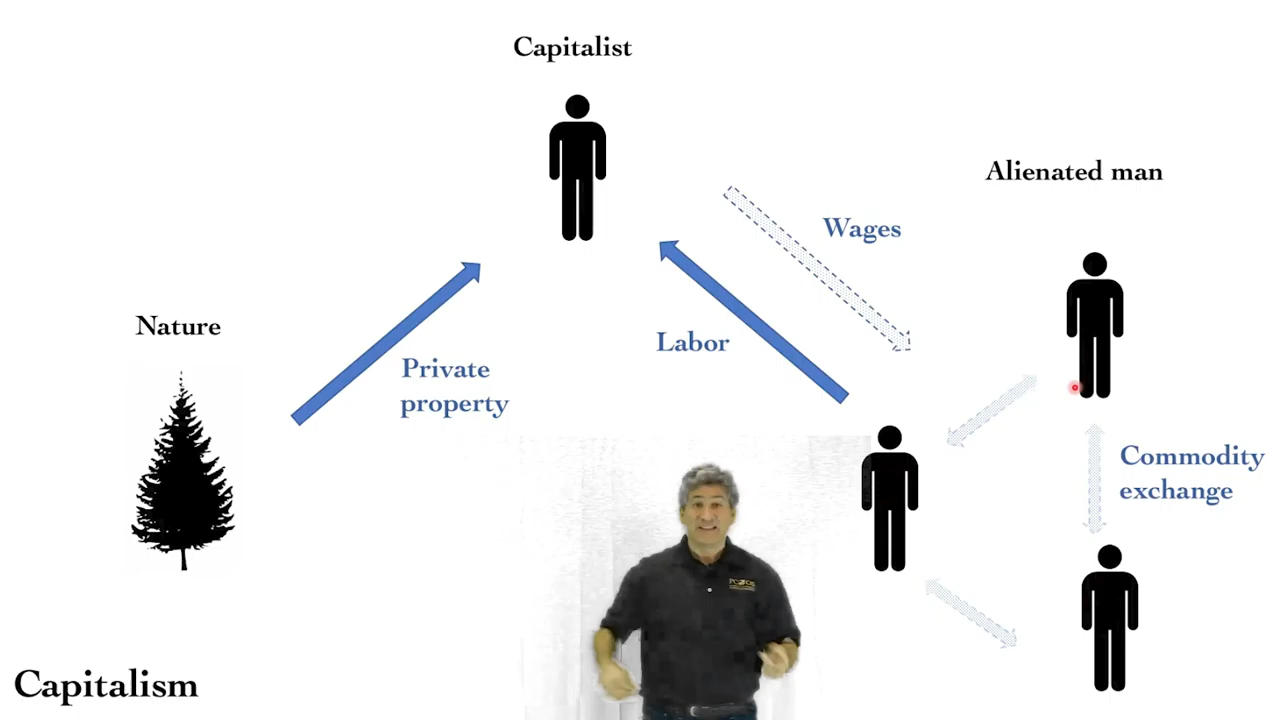 Capitalist
Alienated man
Wages
Nature
Labor
Private
property
Commodity
exchange
Capitalism